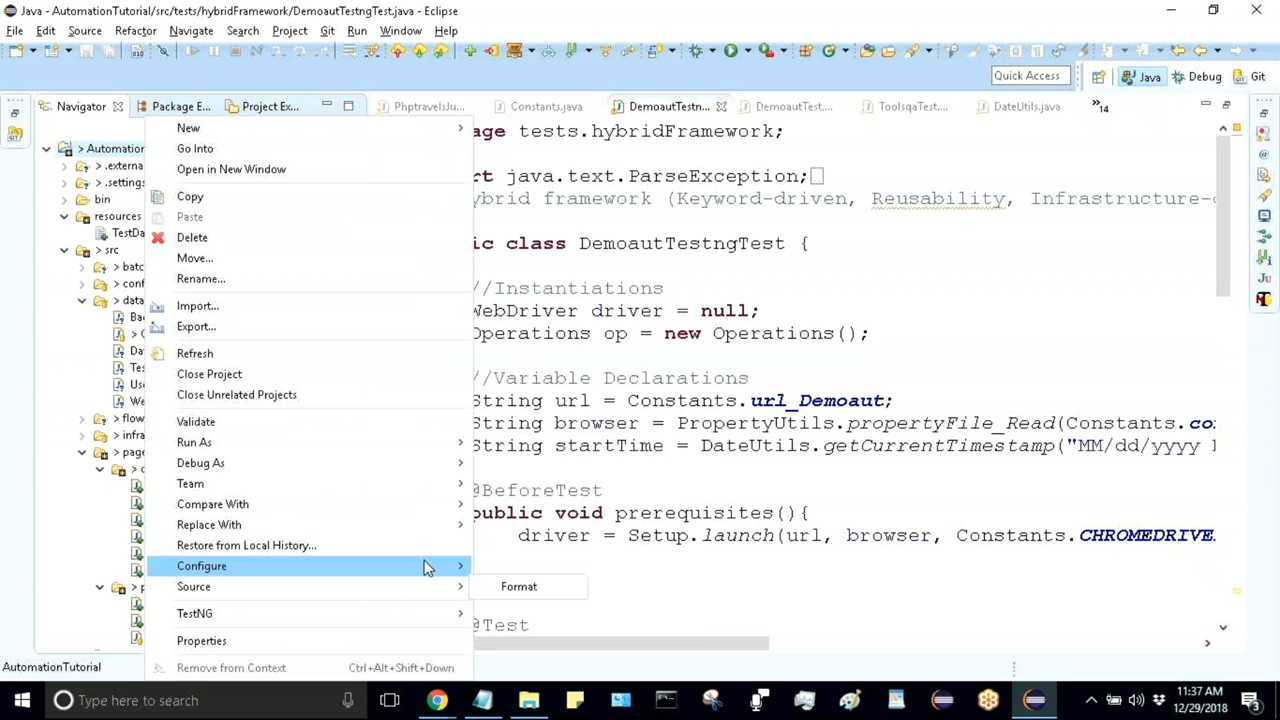 Java - AutomationTutorial/src/tests/hybridFramework/DemoautTestngTest.java - Eclipse
File Edit Source Refactor Navigate Search Project Git Run Window Help
Quick Access
Java
Debug
Git
Navigator
Package E...
Project Ex...
PhptravelsJu...
Constants.java
DemoautTestn...
DemoautTest....
ToolsqaTest....
DateUtils.java
»14
> Automation
> .external
> .settings
bin
resources
TestDa
> src
> batc
> conf
> data
Ba
> C
Da
Tes
Use
We
> flow
> infra
> page
> c
> p
New
Go Into
Open in New Window
Copy
Paste
Delete
Move...
Rename...
Import...
Export...
Refresh
Close Project
Close Unrelated Projects
Validate
Run As
Debug As
Team
Compare With
Replace With
Restore from Local History...
Configure
Source
TestNG
Properties
Remove from Context Ctrl+Alt+Shift+Down
Format
age tests.hybridFramework;
rt java.text.ParseException;
ybrid framework (Keyword-driven, Reusability, Infrastructure-
ic class DemoautTestngTest {
//Instantiations
WebDriver driver = null;
Operations op = new Operations();
//Variable Declarations
String url = Constants.url_Demoaut;
String browser = PropertyUtils.propertyFile_Read(Constants.co
String startTime = DateUtils.getCurrentTimestamp("MM/dd/yyyy
@BeforeTest
public void prerequisites(){
driver = Setup.launch(url, browser, Constants.CHROMEDRIVE
@Test
AutomationTutorial
Type here to search
11:37 AM
12/29/2018
3